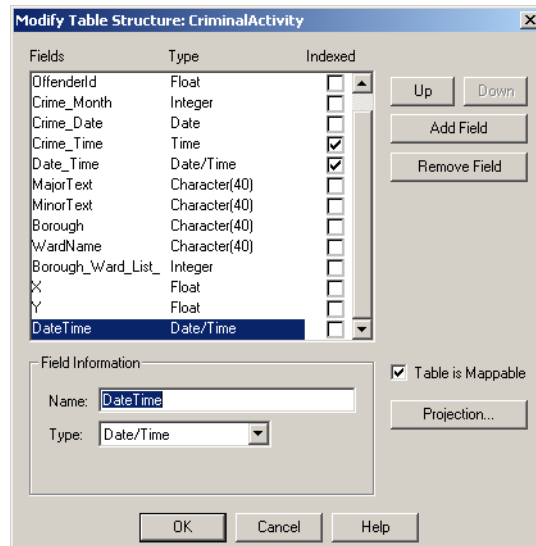 Modify Table Structure: CriminalActivity
Fields Type Indexed
OffenderId Float
Crime_Month Integer
Crime_Date Date
Crime_Time Time
Date_Time Date/Time
MajorText Character(40)
MinorText Character(40)
Borough Character(40)
WardName Character(40)
Borough_Ward_List_ Integer
X Float
Y Float
DateTime Date/Time
Up Down
Add Field
Remove Field
Field Information
Name: DateTime
Type: Date/Time
Table is Mappable
Projection...
OK Cancel Help